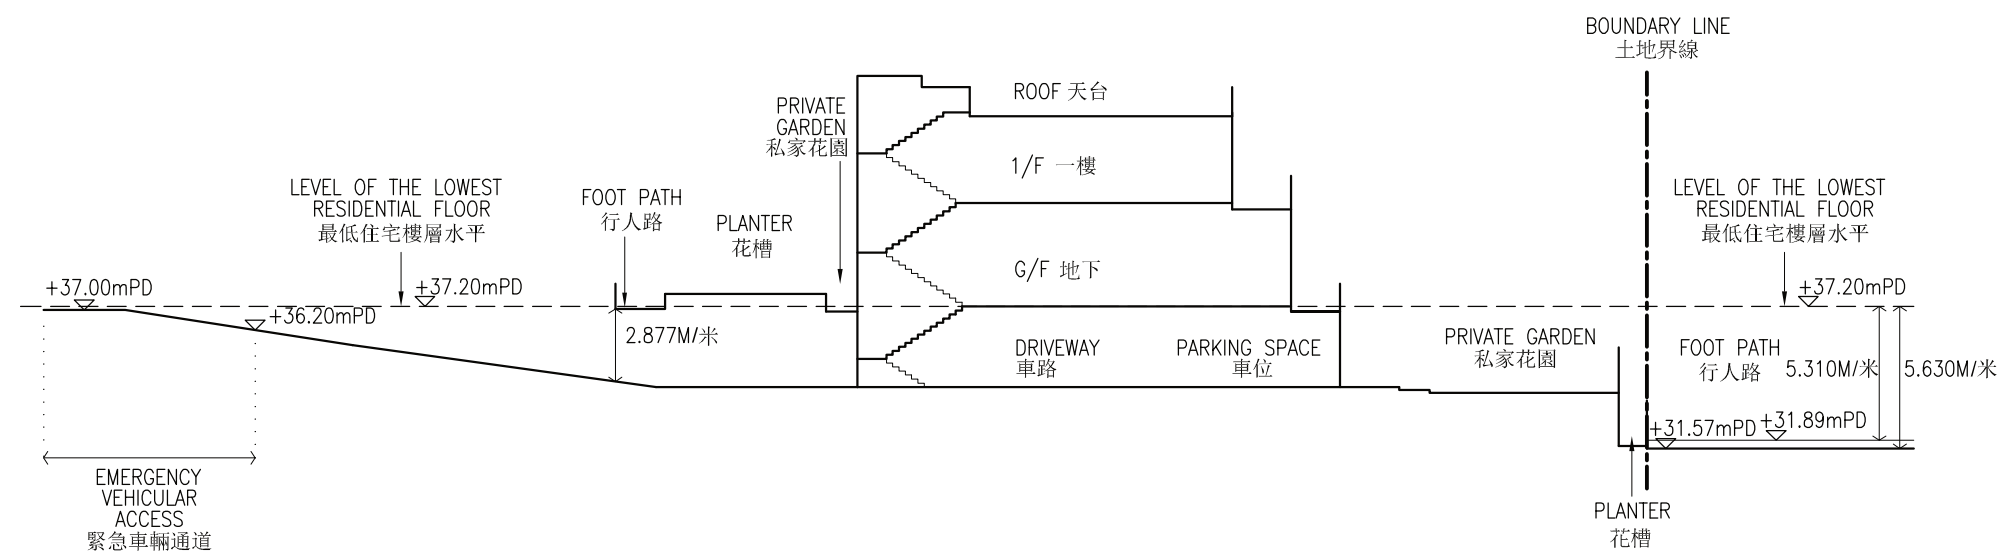 BOUNDARY LINE
土地界線
ROOF 天台
PRIVATE
GARDEN
私家花園
1/F 一樓
LEVEL OF THE LOWEST
RESIDENTIAL FLOOR
最低住宅樓層水平
FOOT PATH
行人路
PLANTER
花槽
LEVEL OF THE LOWEST
RESIDENTIAL FLOOR
最低住宅樓層水平
G/F 地下
+37.00mPD
+37.20mPD
+37.20mPD
+36.20mPD
2.877M/米
DRIVEWAY
車路
PARKING SPACE
車位
PRIVATE GARDEN
私家花園
FOOT PATH
行人路
5.310M/米
5.630M/米
+31.57mPD
+31.89mPD
EMERGENCY
VEHICULAR
ACCESS
緊急車輛通道
PLANTER
花槽